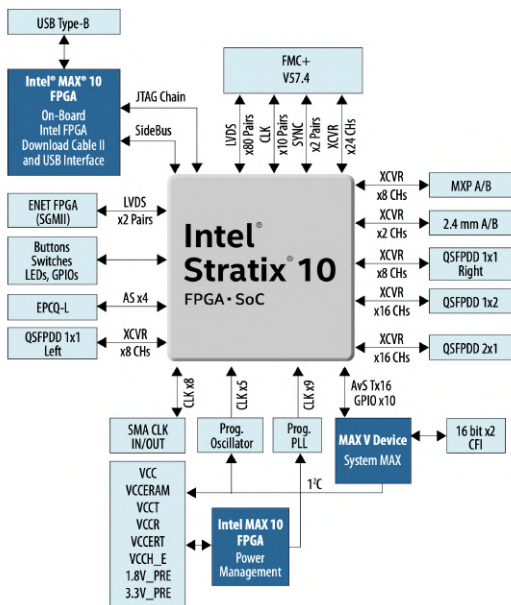 USB Type-B
Intel® MAX® 10
FPGA
On-Board
Intel FPGA
Download Cable II
and USB Interface
JTAG Chain
SideBus
FMC+
V57.4
LVDS
x80 Pairs
CLK
x10 Pairs
SYNC
x2 Pairs
XCVR
x24 CHs
ENET FPGA
(SGMII)
LVDS
x2 Pairs
Buttons
Switches
LEDs, GPIOs
EPCQ-L
AS x4
QSFPDD 1x1
Left
XCVR
x8 CHs
Intel®
Stratix® 10
FPGA · SoC
XCVR
x8 CHs
MXP A/B
XCVR
x2 CHs
2.4 mm A/B
XCVR
x8 CHs
QSFPDD 1x1
Right
XCVR
x16 CHs
QSFPDD 1x2
XCVR
x16 CHs
QSFPDD 2x1
CLK x8
CLK x5
CLK x9
AvS Tx16
GPIO x10
SMA CLK
IN/OUT
Prog.
Oscillator
Prog.
PLL
MAX V Device
System MAX
16 bit x2
CFI
I²C
VCC
VCCERAM
VCCT
VCCR
VCCERT
VCCH_E
1.8V_PRE
3.3V_PRE
Intel MAX 10
FPGA
Power
Management